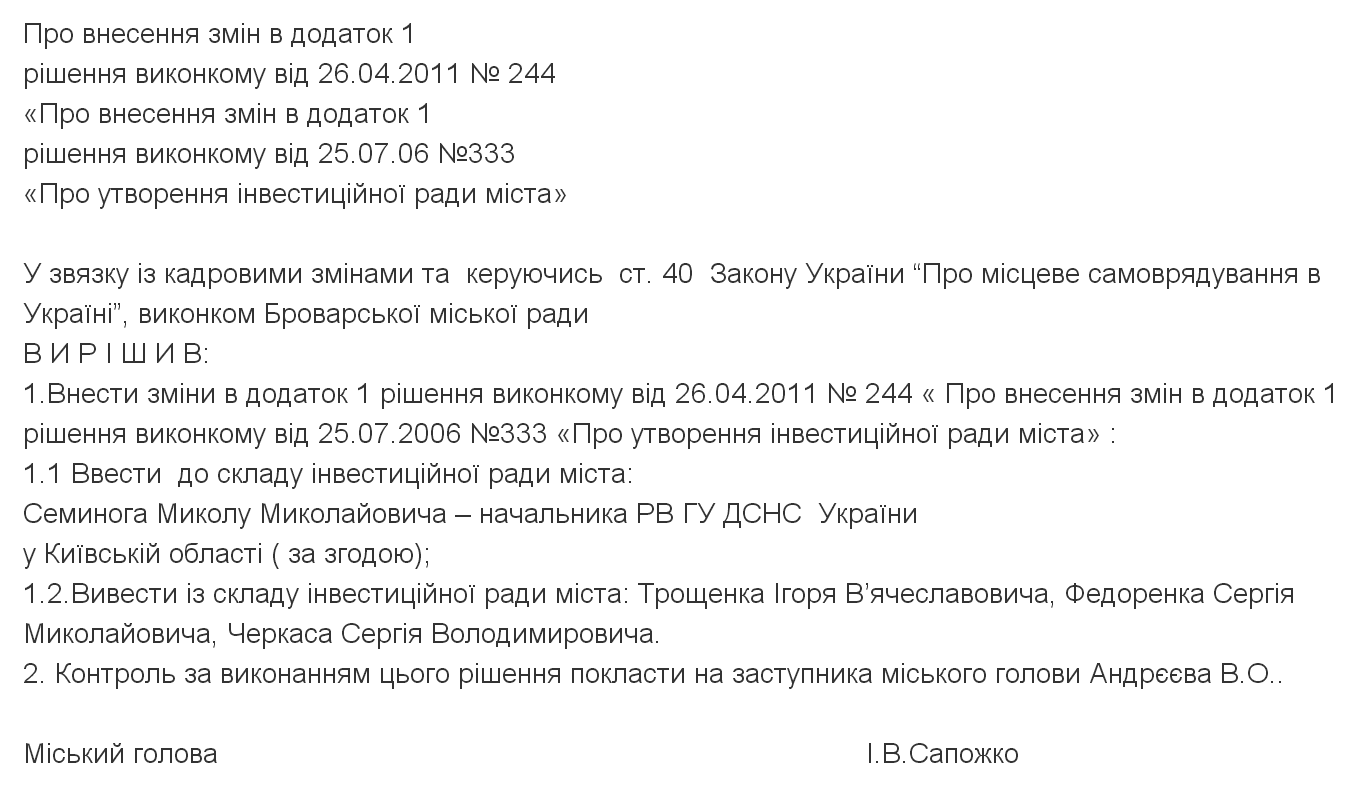 Про внесення змін в додаток 1
рішення виконкому від 26.04.2011 № 244
«Про внесення змін в додаток 1
рішення виконкому від 25.07.06 №333
«Про утворення інвестиційної ради міста»
У звязку із кадровими змінами та  керуючись  ст. 40  Закону України “Про місцеве самоврядування в
Україні”, виконком Броварської міської ради
В И Р І Ш И В:
1.Внести зміни в додаток 1 рішення виконкому від 26.04.2011 № 244 « Про внесення змін в додаток 1
рішення виконкому від 25.07.2006 №333 «Про утворення інвестиційної ради міста» :
1.1 Ввести  до складу інвестиційної ради міста:
Семинога Миколу Миколайовича – начальника РВ ГУ ДСНС  України
у Київській області ( за згодою);
1.2.Вивести із складу інвестиційної ради міста: Трощенка Ігоря В’ячеславовича, Федоренка Сергія
Миколайовича, Черкаса Сергія Володимировича.
2. Контроль за виконанням цього рішення покласти на заступника міського голови Андрєєва В.О..
Міський голова І.В.Сапожко